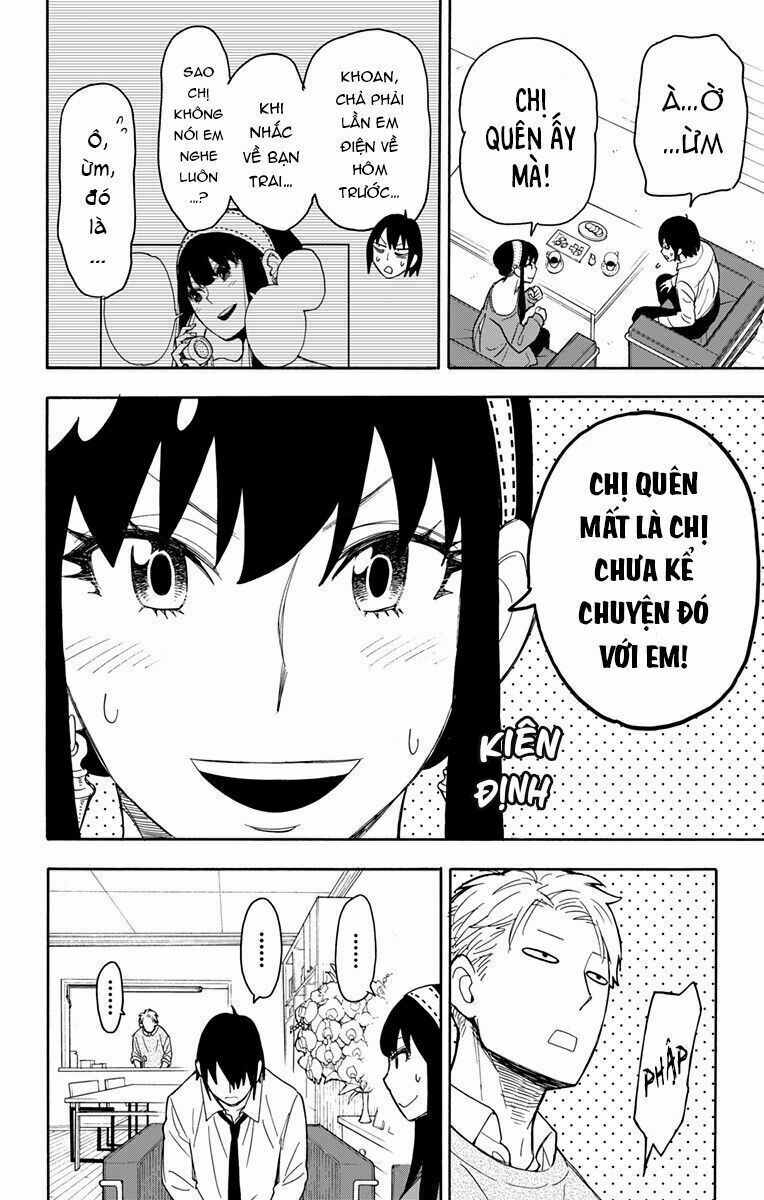 À...Ờ
...ỪM
CHỊ
QUÊN ẤY
MÀ!
KHOAN,
CHẢ PHẢI
LẦN EM
ĐIỆN VỀ
HÔM
TRƯỚC...
KHI
NHẮC
VỀ BẠN
TRAI...
SAO
CHỊ
KHÔNG
NÓI EM
NGHE
LUÔN
...?
Ô,
ừm,
đó
là
...
CHỊ QUÊN
MẤT LÀ CHỊ
CHƯA KỂ
CHUYỆN ĐÓ
VỚI EM!
KIÊN
ĐỊNH
PHẬP
......
......